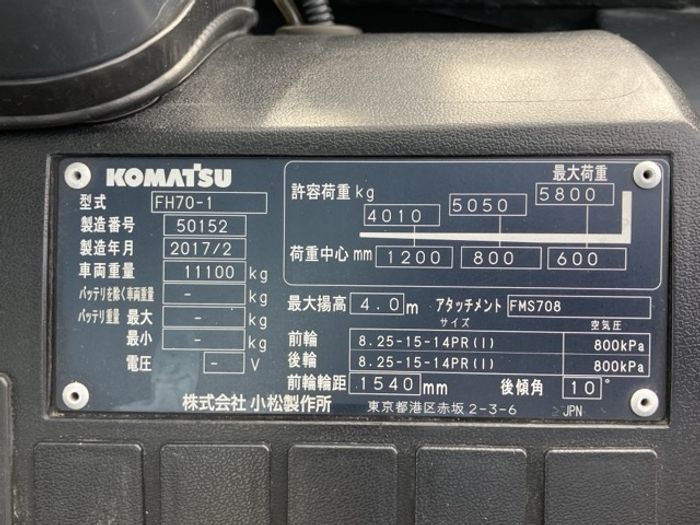 KOMATSU
型式 FH70-1
製造番号 50152
製造年月 2017/2
車両重量 11100 kg
バッテリを除く車両重量 - kg
バッテリ重量 最大 - kg
最小 - kg
電圧 - V
最大荷重
許容荷重 kg 4010 5050 5800
荷重中心 mm 1200 800 600
最大揚高 4.0 m アタッチメント FMS708
サイズ 空気圧
前輪 8.25-15-14PR(I) 800kPa
後輪 8.25-15-14PR(I) 800kPa
前輪輪距 1540 mm 後傾角 10°
株式会社 小松製作所 東京都港区赤坂 2-3-6 JPN